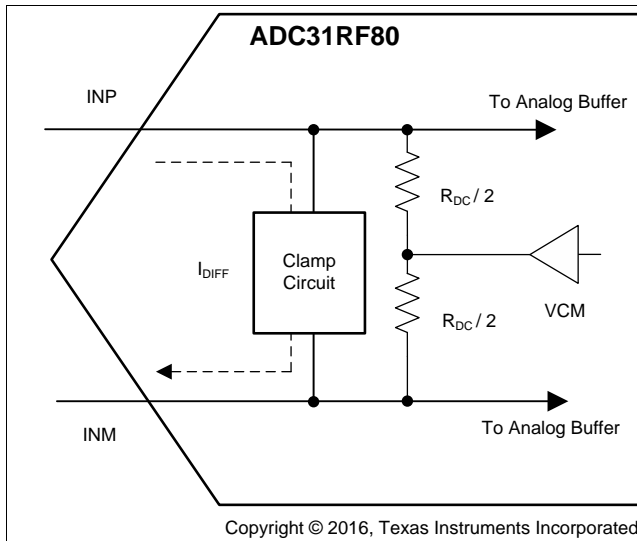 ADC31RF80
INP
To Analog Buffer
R_DC / 2
I_DIFF
Clamp
Circuit
VCM
R_DC / 2
INM
To Analog Buffer
Copyright © 2016, Texas Instruments Incorporated